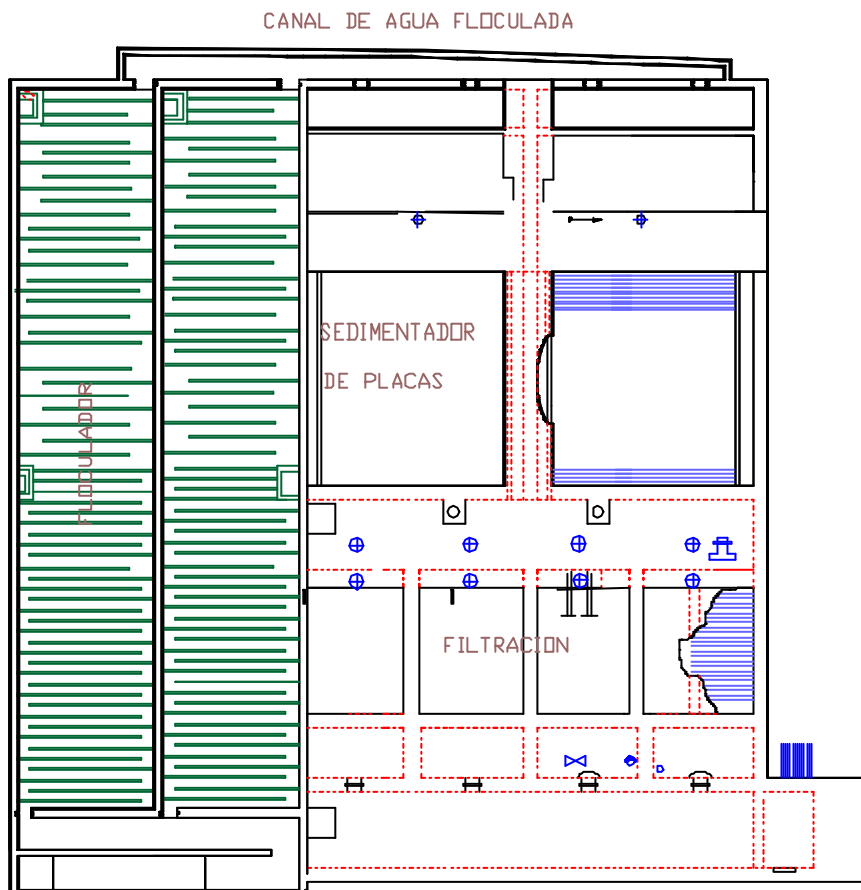 CANAL DE AGUA FLOCULADA
SEDIMENTADOR
DE PLACAS
FLOCULADOR
FILTRACION